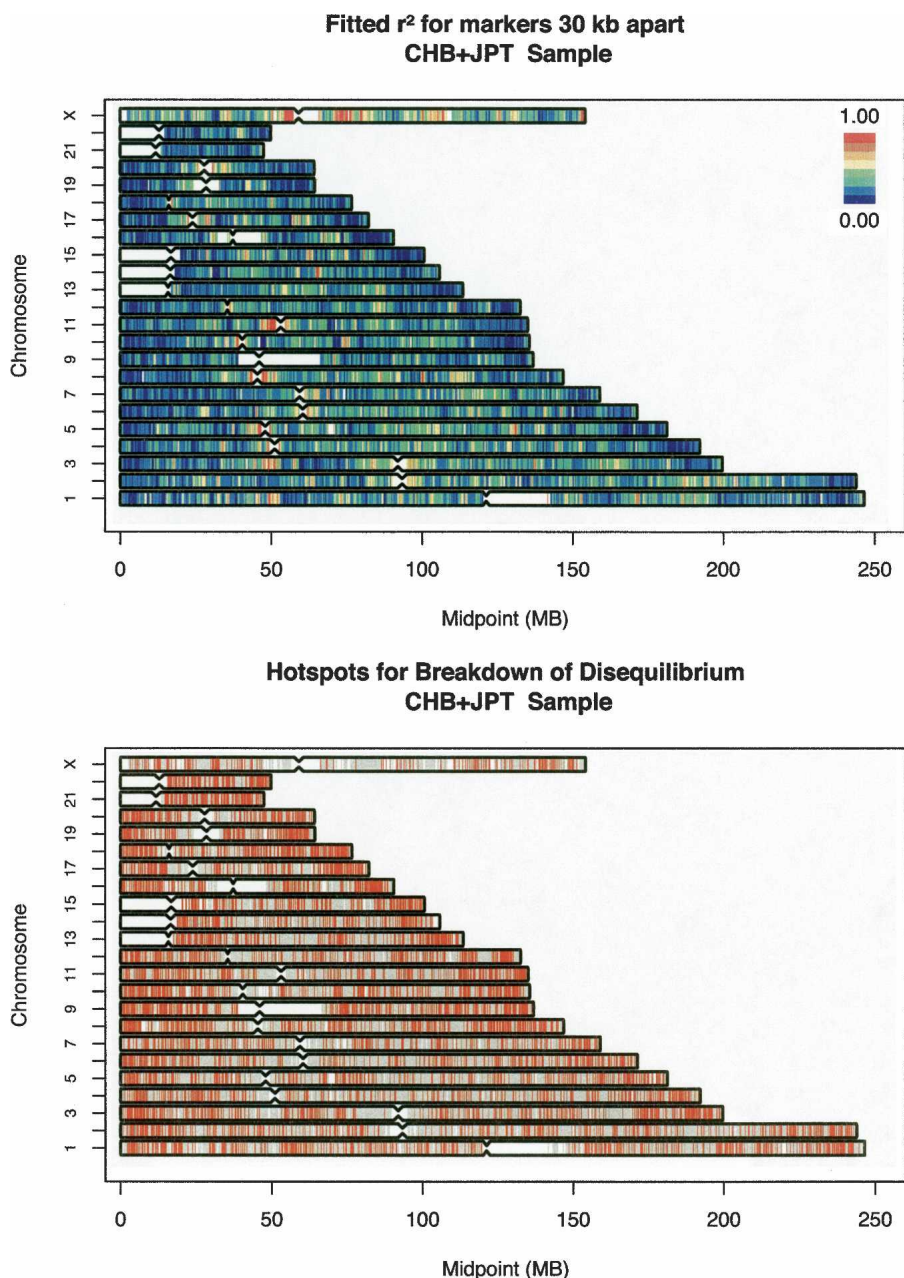 Fitted r² for markers 30 kb apart
CHB+JPT Sample
1.00
0.00
X
21
19
17
15
13
11
9
7
5
3
1
Chromosome
0 50 100 150 200 250
Midpoint (MB)
Hotspots for Breakdown of Disequilibrium
CHB+JPT Sample
X
21
19
17
15
13
11
9
7
5
3
1
Chromosome
0 50 100 150 200 250
Midpoint (MB)